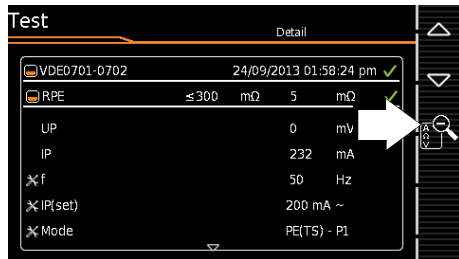 Test
Detail
VDE0701-0702 24/09/2013 01:58:24 pm ✓
RPE ≤300 mΩ 5 mΩ ✓
UP 0 mV
IP 232 mA
f 50 Hz
IP(set) 200 mA ~
Mode PE(TS) - P1
A
Ω
V